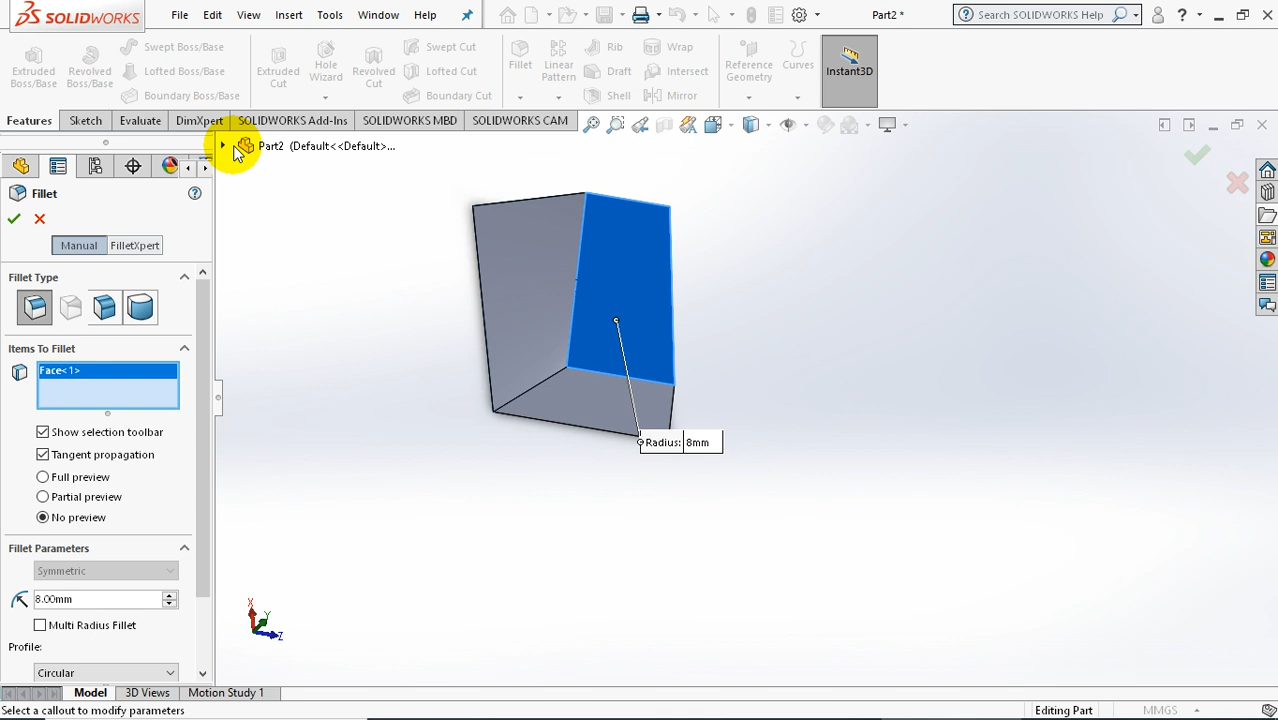 SOLIDWORKS File Edit View Insert Tools Window Help Part2 * Search SOLIDWORKS Help ?
Extruded Boss/Base
Revolved Boss/Base
Swept Boss/Base
Lofted Boss/Base
Boundary Boss/Base
Extruded Cut
Hole Wizard
Revolved Cut
Swept Cut
Lofted Cut
Boundary Cut
Fillet
Linear Pattern
Rib
Draft
Shell
Wrap
Intersect
Mirror
Reference Geometry
Curves
Instant3D
Features Sketch Evaluate DimXpert SOLIDWORKS Add-Ins SOLIDWORKS MBD SOLIDWORKS CAM
Part2 (Default<<Default>...
Fillet ?
Manual FilletXpert
Fillet Type
Items To Fillet
Face<1>
Show selection toolbar
Tangent propagation
Full preview
Partial preview
No preview
Fillet Parameters
Symmetric
8.00mm
Multi Radius Fillet
Profile:
Circular
Radius: 8mm
X
Y
Z
Model 3D Views Motion Study 1
Select a callout to modify parameters Editing Part MMGS